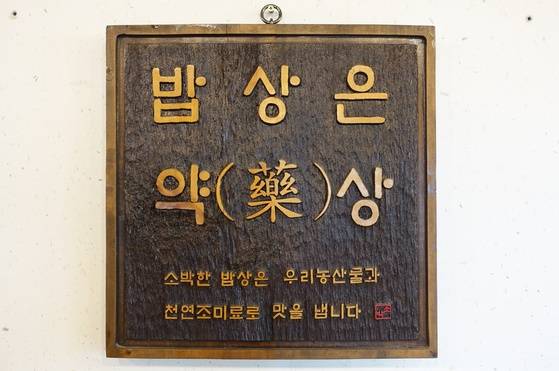 밥상은
약(藥)상
소박한 밥상은 우리농산물과
천연조미료로 맛을 냅니다